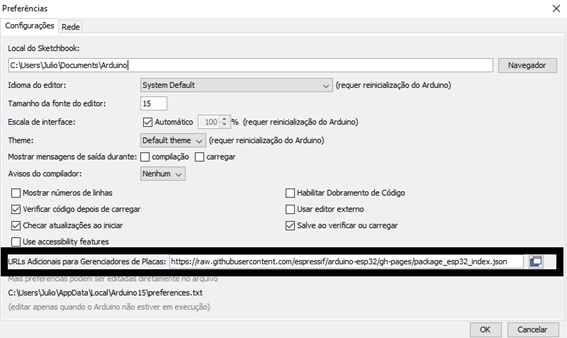 Preferências
Configurações Rede
Local do Sketchbook:
C:\Users\Julio\Documents\Arduino Navegador
Idioma do editor: System Default (requer reinicialização do Arduino)
Tamanho da fonte do editor: 15
Escala de interface: Automático 100 % (requer reinicialização do Arduino)
Theme: Default theme (requer reinicialização do Arduino)
Mostrar mensagens de saída durante: compilação carregar
Avisos do compilador: Nenhum
Mostrar números de linhas Habilitar Dobramento de Código
Verificar código depois de carregar Usar editor externo
Checar atualizações ao iniciar Salve ao verificar ou carregar
Use accessibility features
URLs Adicionais para Gerenciadores de Placas: https://raw.githubusercontent.com/espressif/arduino-esp32/gh-pages/package_esp32_index.json
Mais preferências podem ser editadas diretamente no arquivo
C:\Users\Julio\AppData\Local\Arduino15\preferences.txt
(editar apenas quando o Arduino não estiver em execução)
OK Cancelar